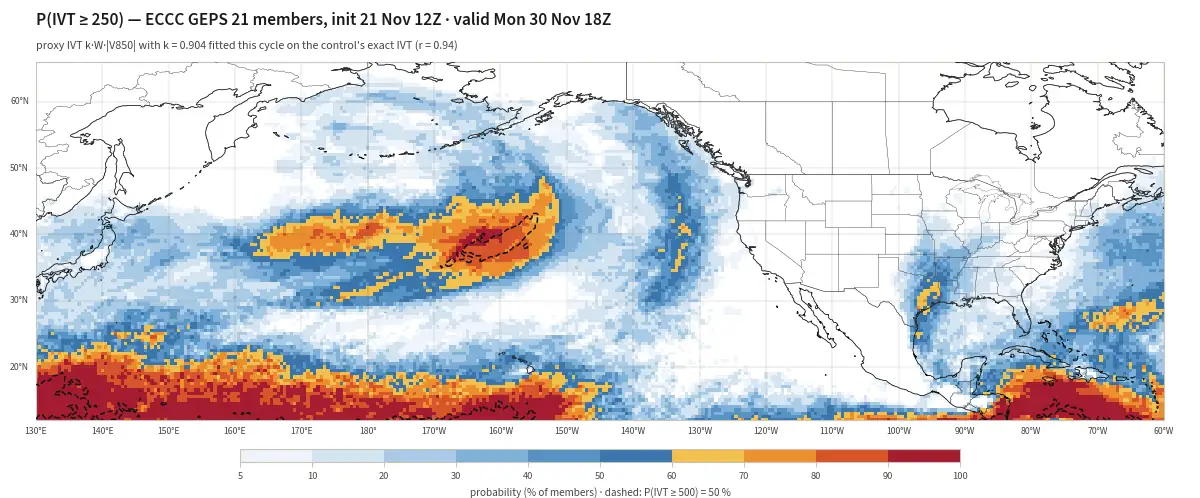 P(IVT ≥ 250) — ECCC GEPS 21 members, init 21 Nov 12Z · valid Mon 30 Nov 18Z
proxy IVT k·W·|V850| with k = 0.904 fitted this cycle on the control's exact IVT (r = 0.94)
60°N
50°N
40°N
30°N
20°N
130°E 140°E 150°E 160°E 170°E 180° 170°W 160°W 150°W 140°W 130°W 120°W 110°W 100°W 90°W 80°W 70°W 60°W
5 10 20 30 40 50 60 70 80 90 100
probability (% of members) · dashed: P(IVT ≥ 500) = 50 %